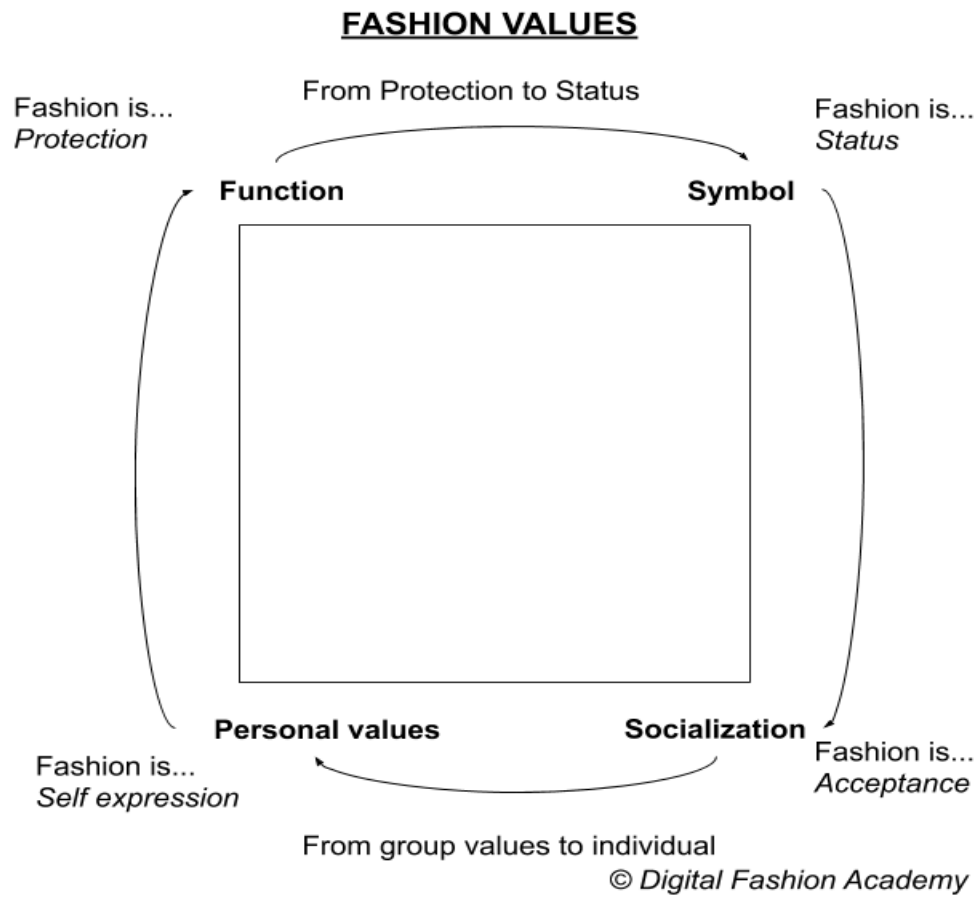 FASHION VALUES
From Protection to Status
Fashion is...
Protection
Fashion is...
Status
Function
Symbol
Personal values
Socialization
Fashion is...
Self expression
Fashion is...
Acceptance
From group values to individual
© Digital Fashion Academy